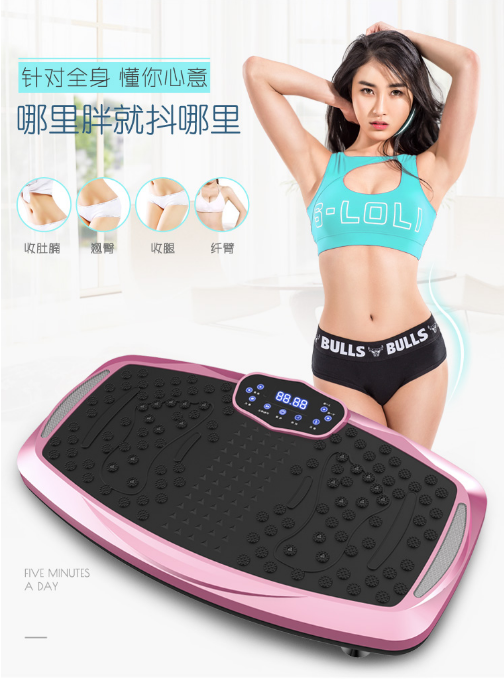 针对全身 懂你心意
哪里胖就抖哪里
收肚腩 翘臀 收腿 纤臂
B-LOLI
BULLS BULLS
88.88
FIVE MINUTES
A DAY